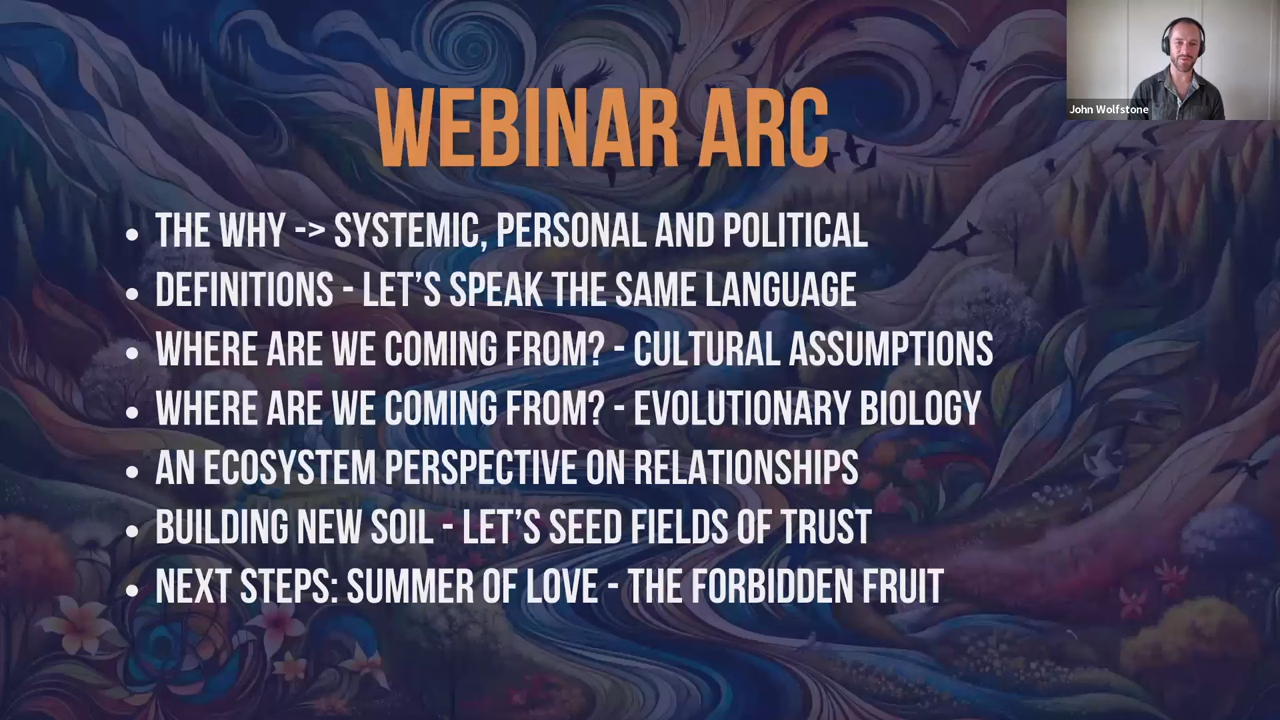 WEBINAR ARC
John Wolfstone
• THE WHY -> SYSTEMIC, PERSONAL AND POLITICAL
• DEFINITIONS - LET'S SPEAK THE SAME LANGUAGE
• WHERE ARE WE COMING FROM? - CULTURAL ASSUMPTIONS
• WHERE ARE WE COMING FROM? - EVOLUTIONARY BIOLOGY
• AN ECOSYSTEM PERSPECTIVE ON RELATIONSHIPS
• BUILDING NEW SOIL - LET'S SEED FIELDS OF TRUST
• NEXT STEPS: SUMMER OF LOVE - THE FORBIDDEN FRUIT